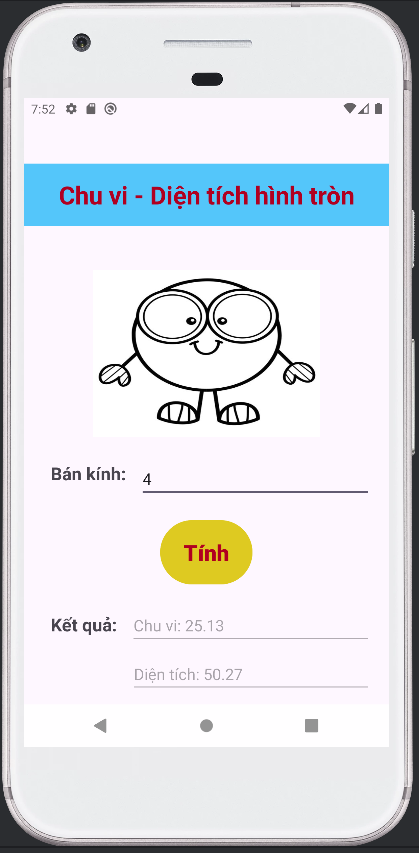 7:52
Chu vi - Diện tích hình tròn
Bán kính: 4
Tính
Kết quả: Chu vi: 25.13
Diện tích: 50.27